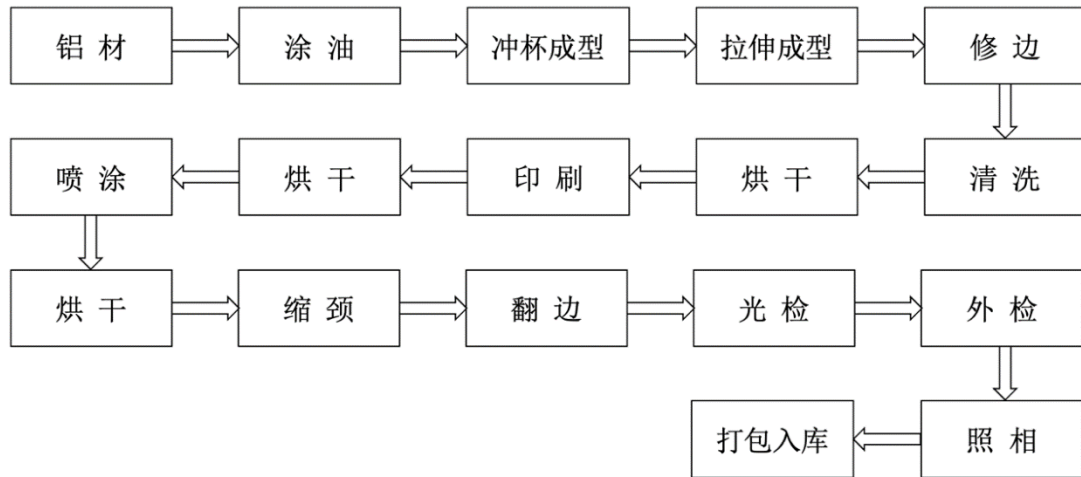 铝材 涂油 冲杯成型 拉伸成型 修边
喷涂 烘干 印刷 烘干 清洗
烘干 缩颈 翻边 光检 外检
打包入库 照相